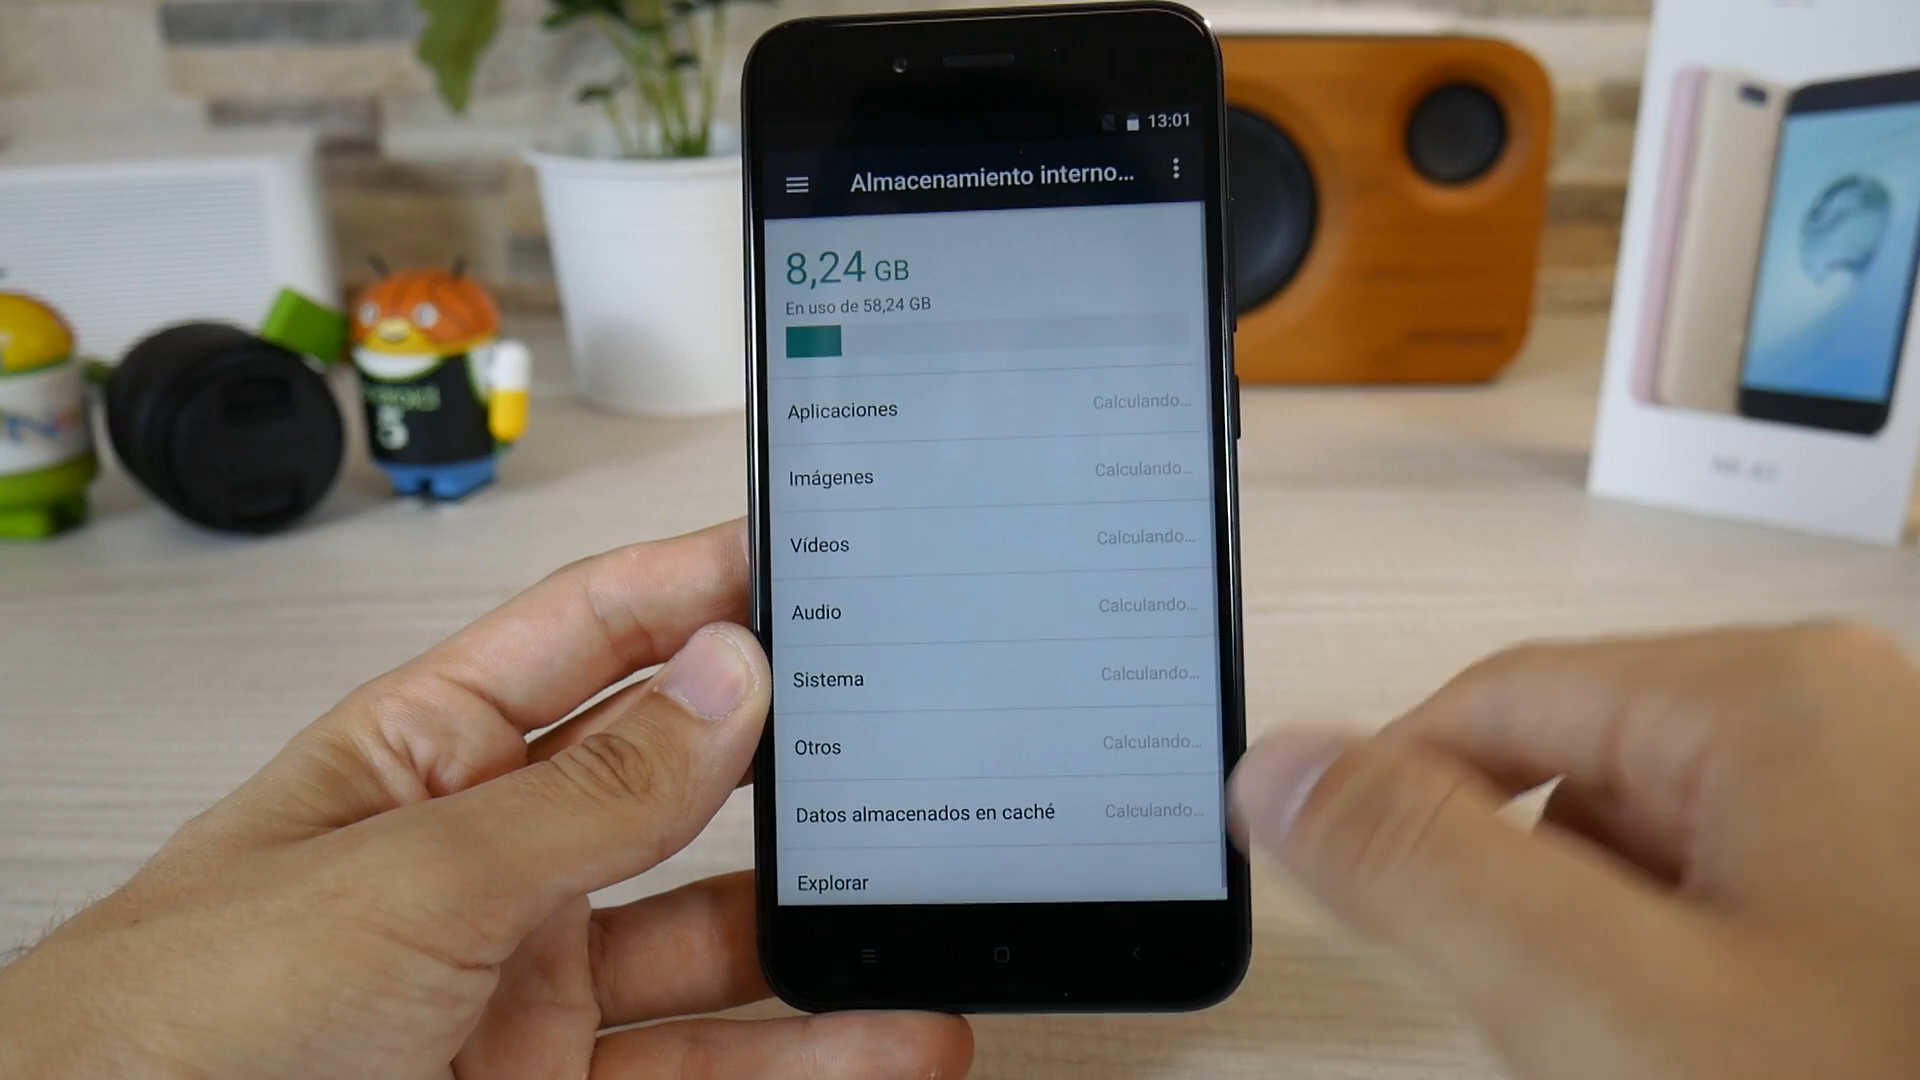 13:01
Almacenamiento interno...
8,24 GB
En uso de 58,24 GB
Aplicaciones Calculando...
Imágenes Calculando...
Vídeos Calculando...
Audio Calculando...
Sistema Calculando...
Otros Calculando...
Datos almacenados en caché Calculando...
Explorar
5